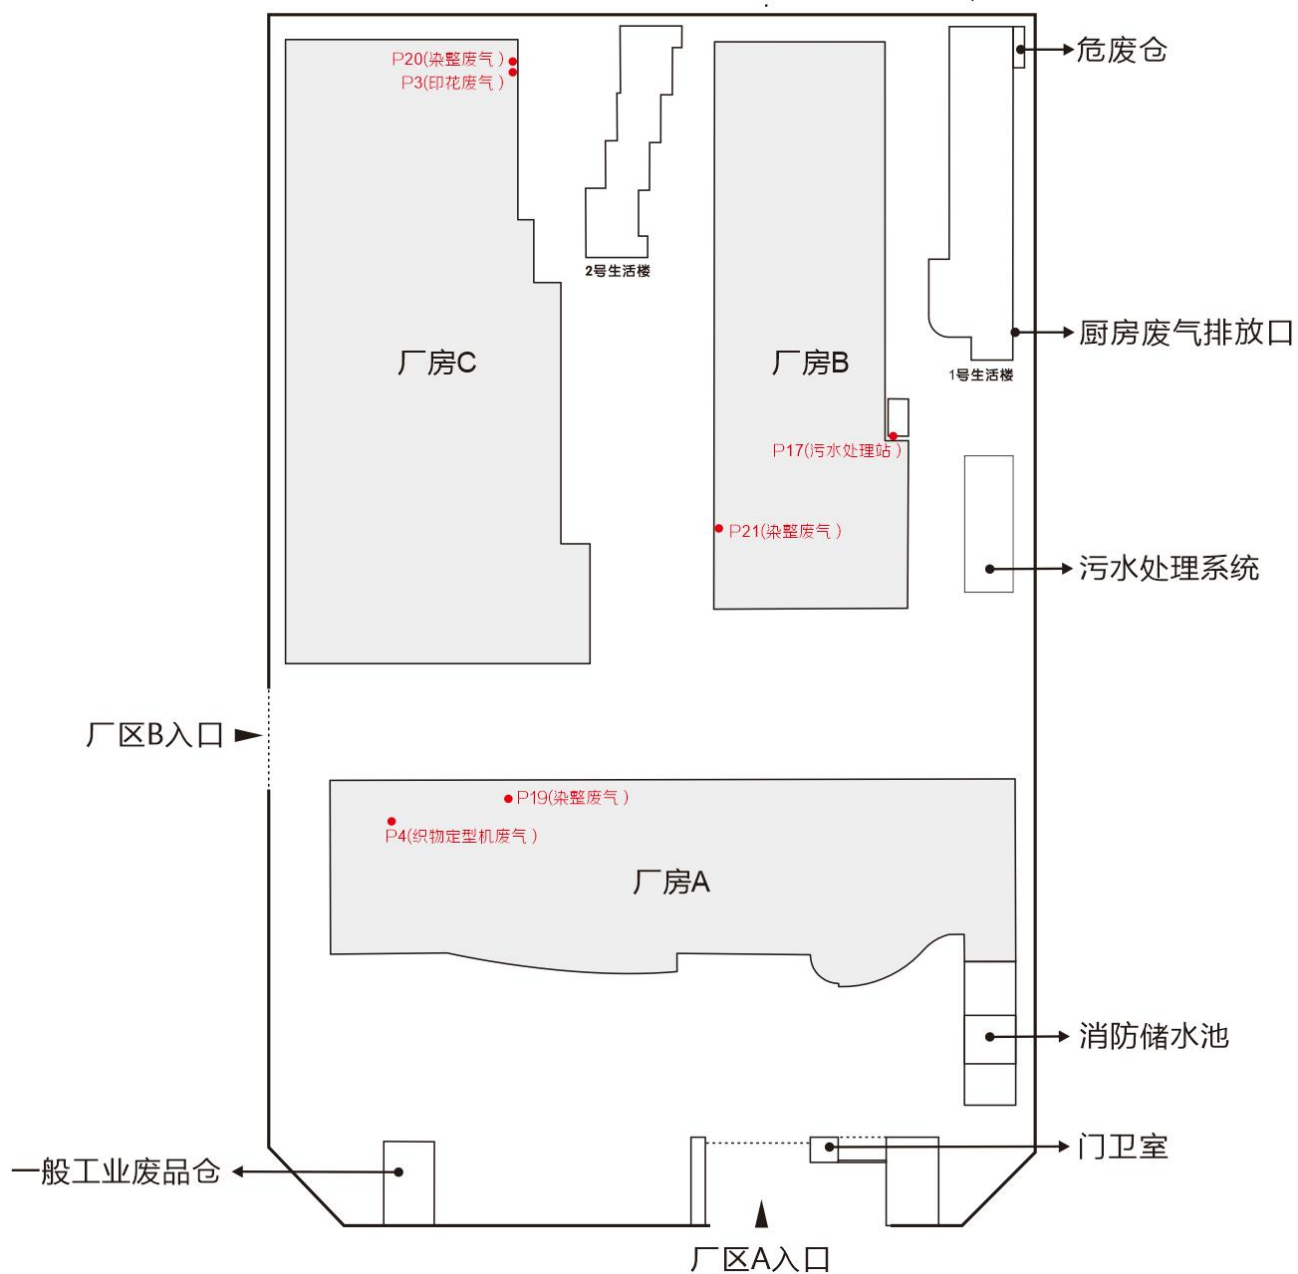 危废仓
P20(染整废气)
P3(印花废气)
2号生活楼
厨房废气排放口
厂房C
厂房B
1号生活楼
P17(污水处理站)
P21(染整废气)
污水处理系统
厂区B入口
P19(染整废气)
P4(织物定型机废气)
厂房A
消防储水池
门卫室
一般工业废品仓
厂区A入口